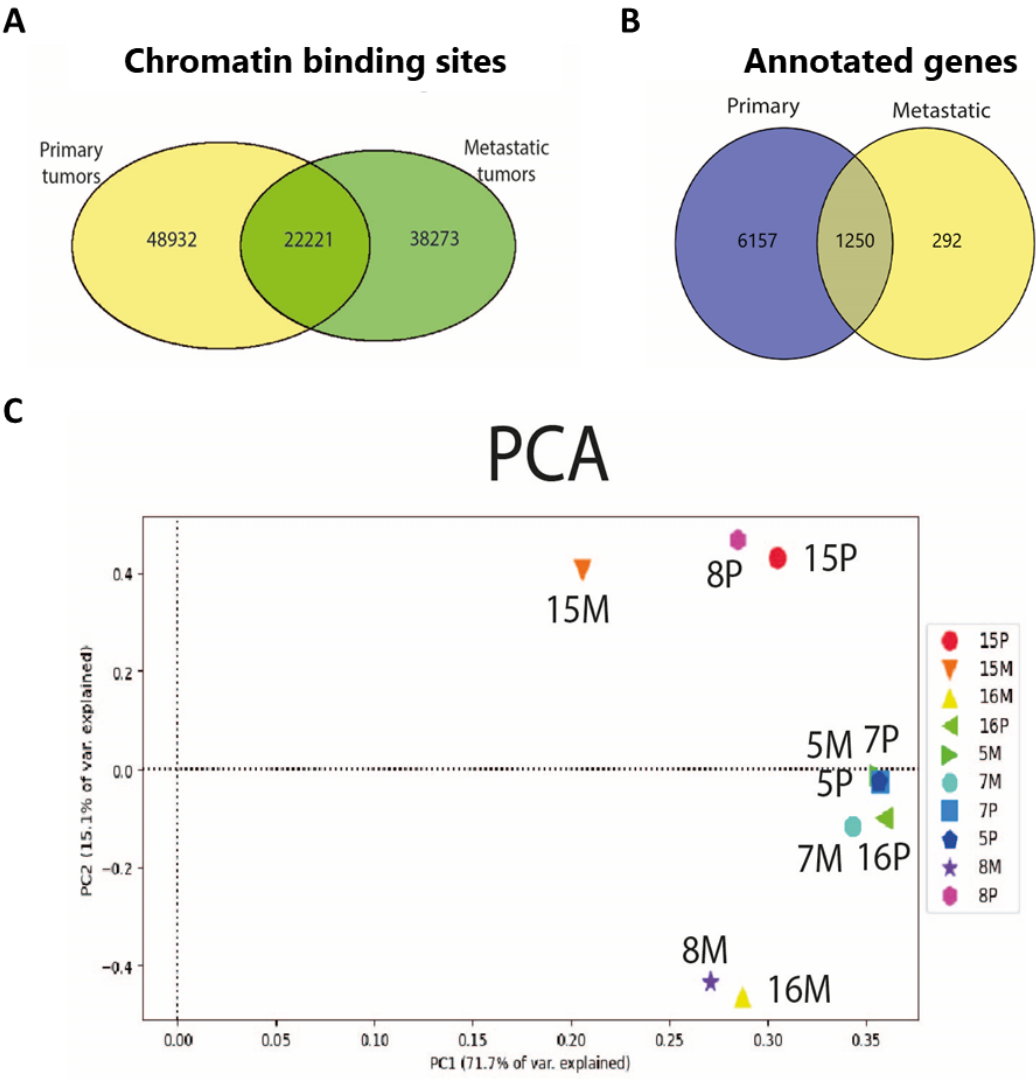 A
Chromatin binding sites
Primary
tumors
Metastatic
tumors
48932
22221
38273
B
Annotated genes
Primary
Metastatic
6157
1250
292
C
PCA
PC2 (15.1% of var. explained)
0.4
0.2
0.0
−0.2
−0.4
8P
15P
15M
5M 7P
5P
7M 16P
8M
16M
15P
15M
16M
16P
5M
7M
7P
5P
8M
8P
0.00 0.05 0.10 0.15 0.20 0.25 0.30 0.35
PC1 (71.7% of var. explained)